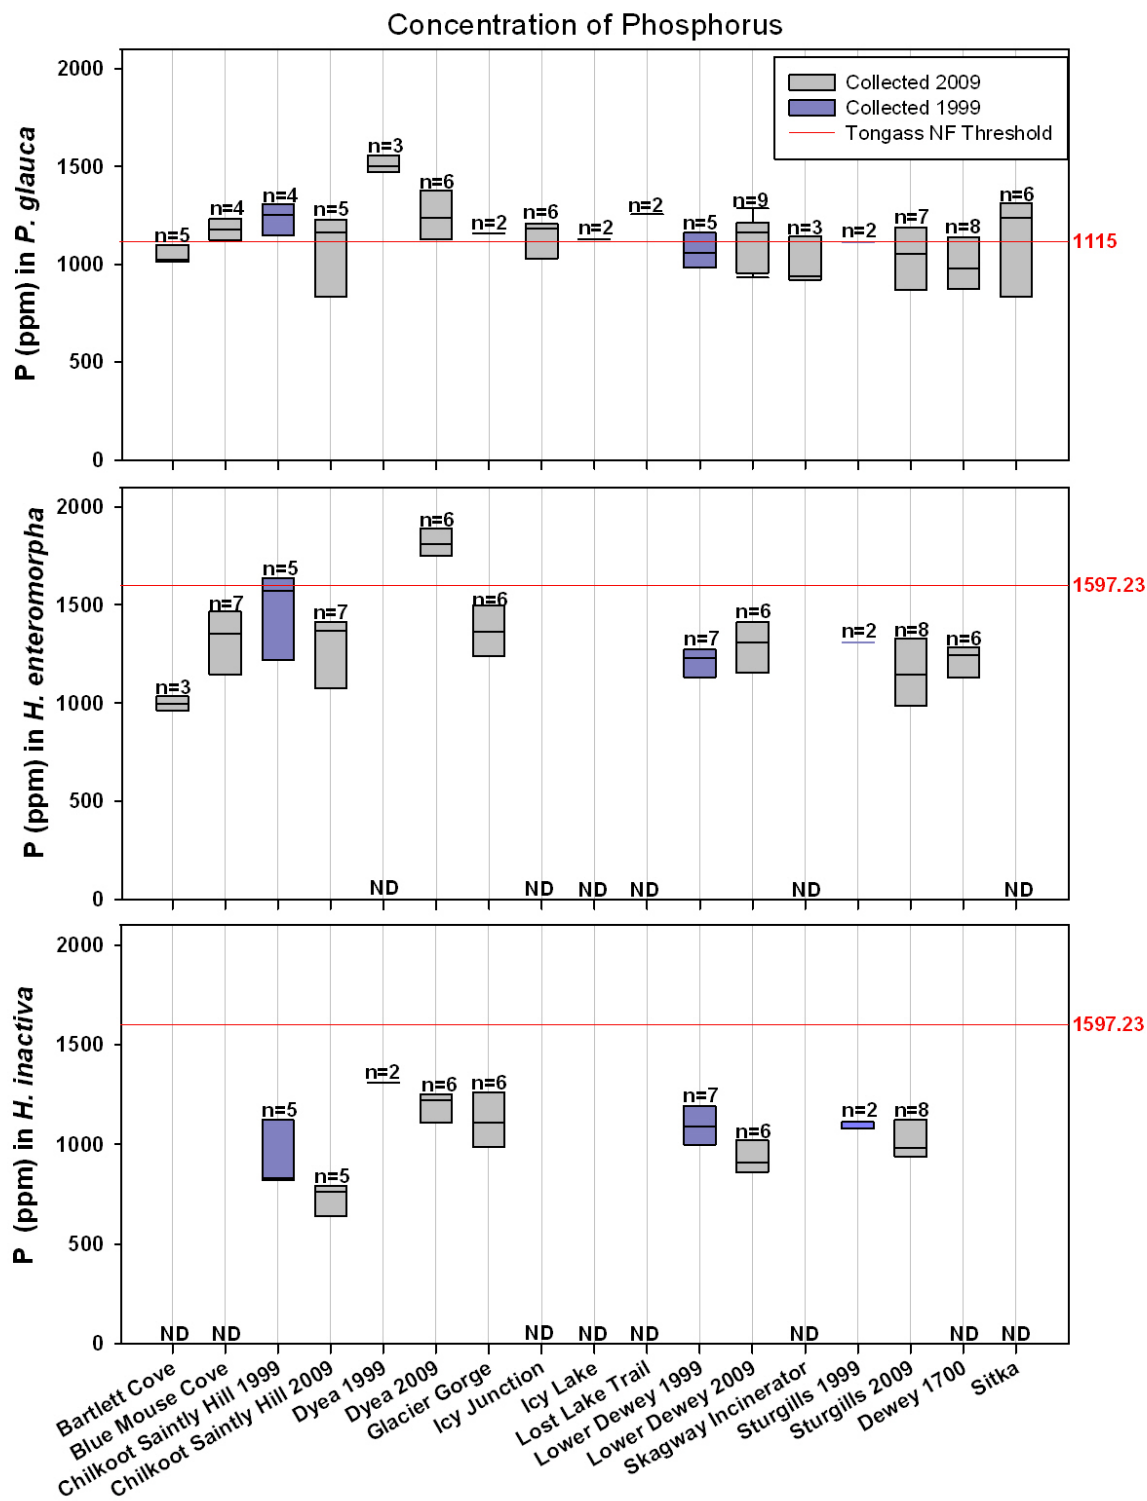 Concentration of Phosphorus
P (ppm) in P. glauca
2000
1500
1000
500
0
Collected 2009
Collected 1999
Tongass NF Threshold
n=5
n=4
n=4
n=5
n=3
n=6
n=2
n=6
n=2
n=2
n=5
n=9
n=3
n=2
n=7
n=8
n=6
1115
P (ppm) in H. enteromorpha
2000
1500
1000
500
0
n=3
n=7
n=5
n=7
ND
n=6
n=6
ND
ND
ND
n=7
n=6
ND
n=2
n=8
n=6
ND
1597.23
P (ppm) in H. inactiva
2000
1500
1000
500
0
ND
ND
n=5
n=5
n=2
n=6
n=6
ND
ND
ND
n=7
n=6
ND
n=2
n=8
ND
ND
1597.23
Bartlett Cove
Blue Mouse Cove
Chilkoot Saintly Hill 1999
Chilkoot Saintly Hill 2009
Dyea 1999
Dyea 2009
Glacier Gorge
Icy Junction
Icy Lake
Lost Lake Trail
Lower Dewey 1999
Lower Dewey 2009
Skagway Incinerator
Sturgills 1999
Sturgills 2009
Dewey 1700
Sitka